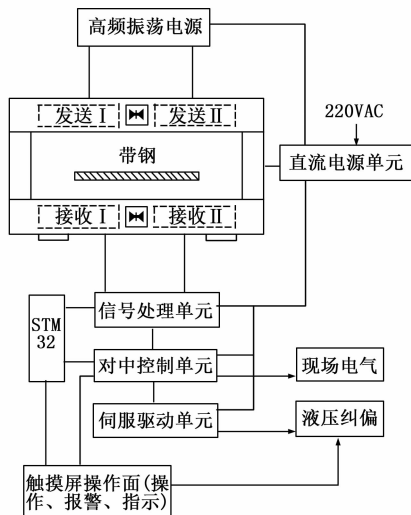 高频振荡电源
发送Ⅰ
发送Ⅱ
220VAC
带钢
直流电源单元
接收Ⅰ
接收Ⅱ
信号处理单元
STM
32
对中控制单元
现场电气
伺服驱动单元
液压纠偏
触摸屏操作面(操
作、报警、指示)